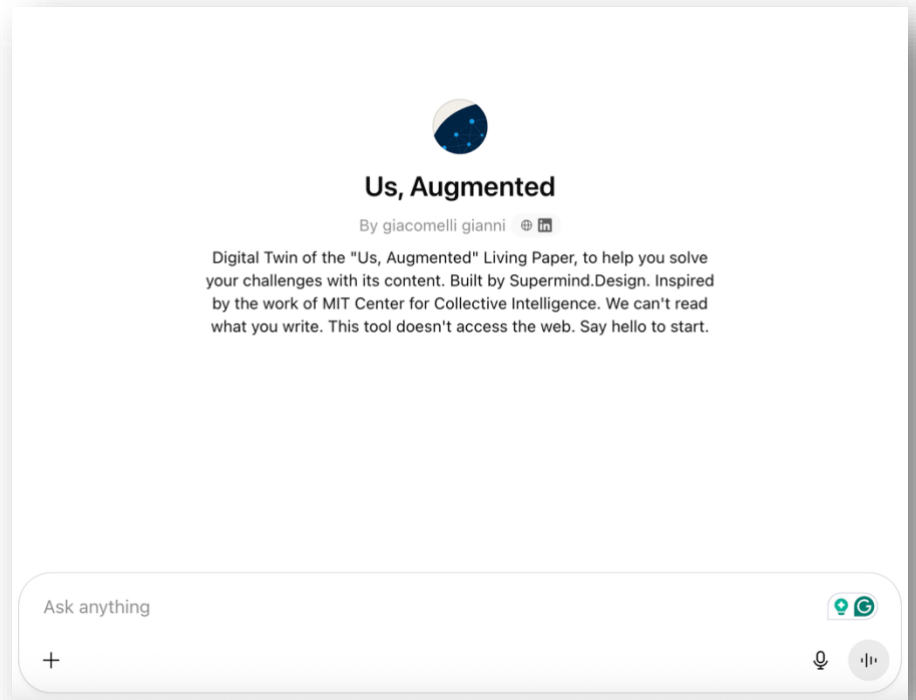 Us, Augmented
By giacomelli gianni in
Digital Twin of the "Us, Augmented" Living Paper, to help you solve
your challenges with its content. Built by Supermind.Design. Inspired
by the work of MIT Center for Collective Intelligence. We can't read
what you write. This tool doesn't access the web. Say hello to start.
Ask anything